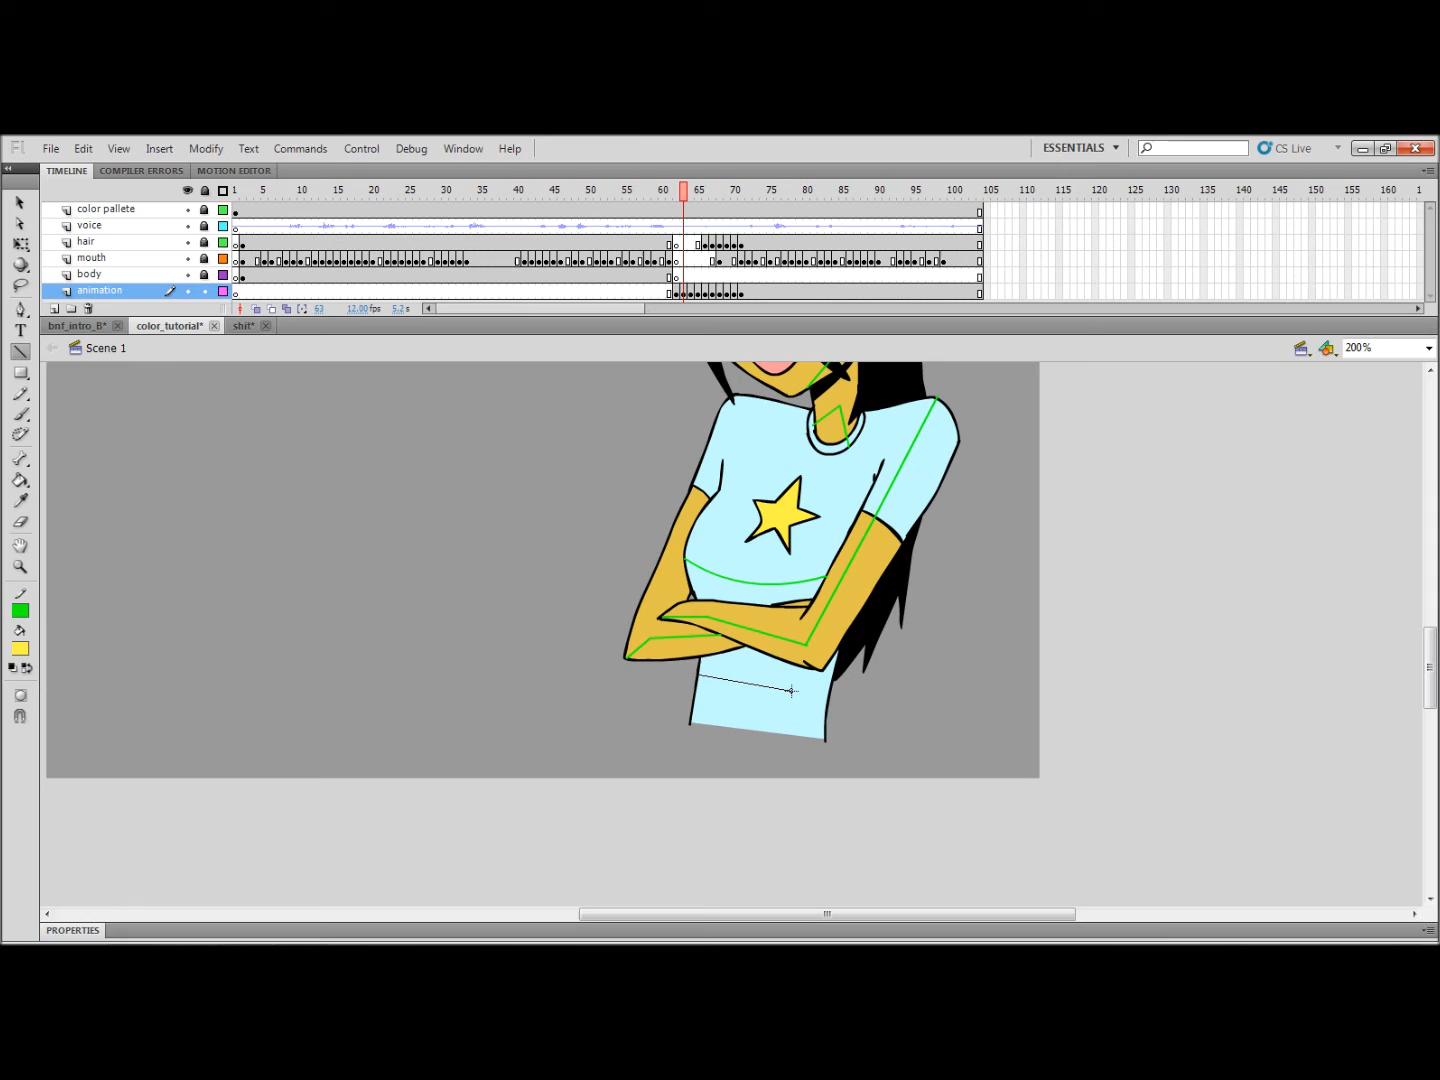 Fl File Edit View Insert Modify Text Commands Control Debug Window Help ESSENTIALS CS Live
TIMELINE COMPILER ERRORS MOTION EDITOR
1 5 10 15 20 25 30 35 40 45 50 55 60 65 70 75 80 85 90 95 100 105 110 115 120 125 130 135 140 145 150 155 160 1
color pallete
voice
hair
mouth
body
animation
63 12.00 fps 5.2 s
bnf_intro_B* color_tutorial* shit*
Scene 1 200%
T
PROPERTIES